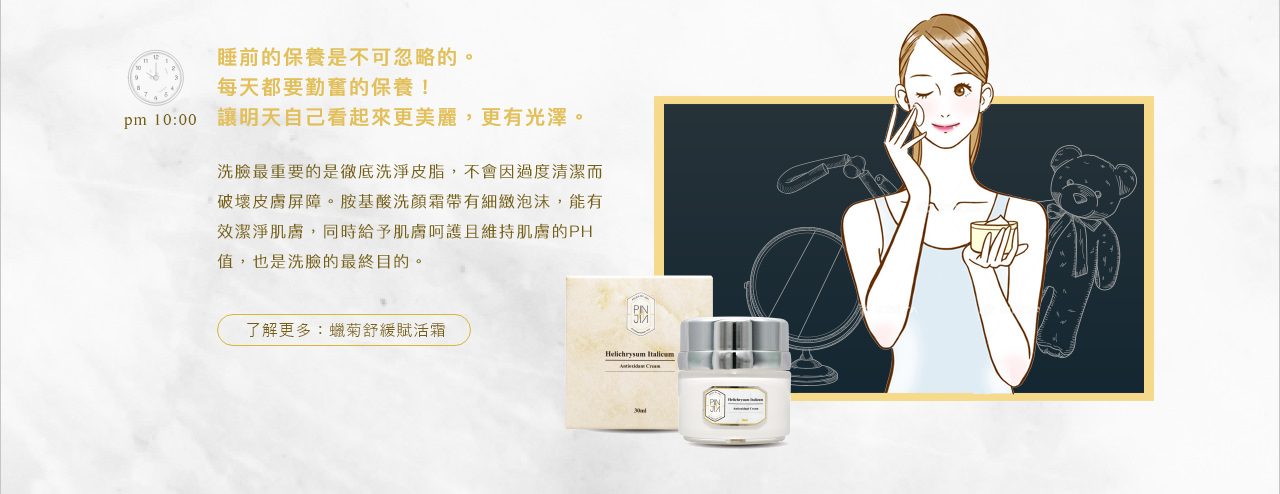 睡前的保養是不可忽略的。
每天都要勤奮的保養！
讓明天自己看起來更美麗，更有光澤。
pm 10:00
洗臉最重要的是徹底洗淨皮脂，不會因過度清潔而
破壞皮膚屏障。胺基酸洗顏霜帶有細緻泡沫，能有
效潔淨肌膚，同時給予肌膚呵護且維持肌膚的PH
值，也是洗臉的最終目的。
了解更多：蠟菊舒緩賦活霜
PIN
JIA
Helichrysum Italicum
Antioxidant Cream
30ml
PIN
JIA
Helichrysum Italicum
Antioxidant Cream